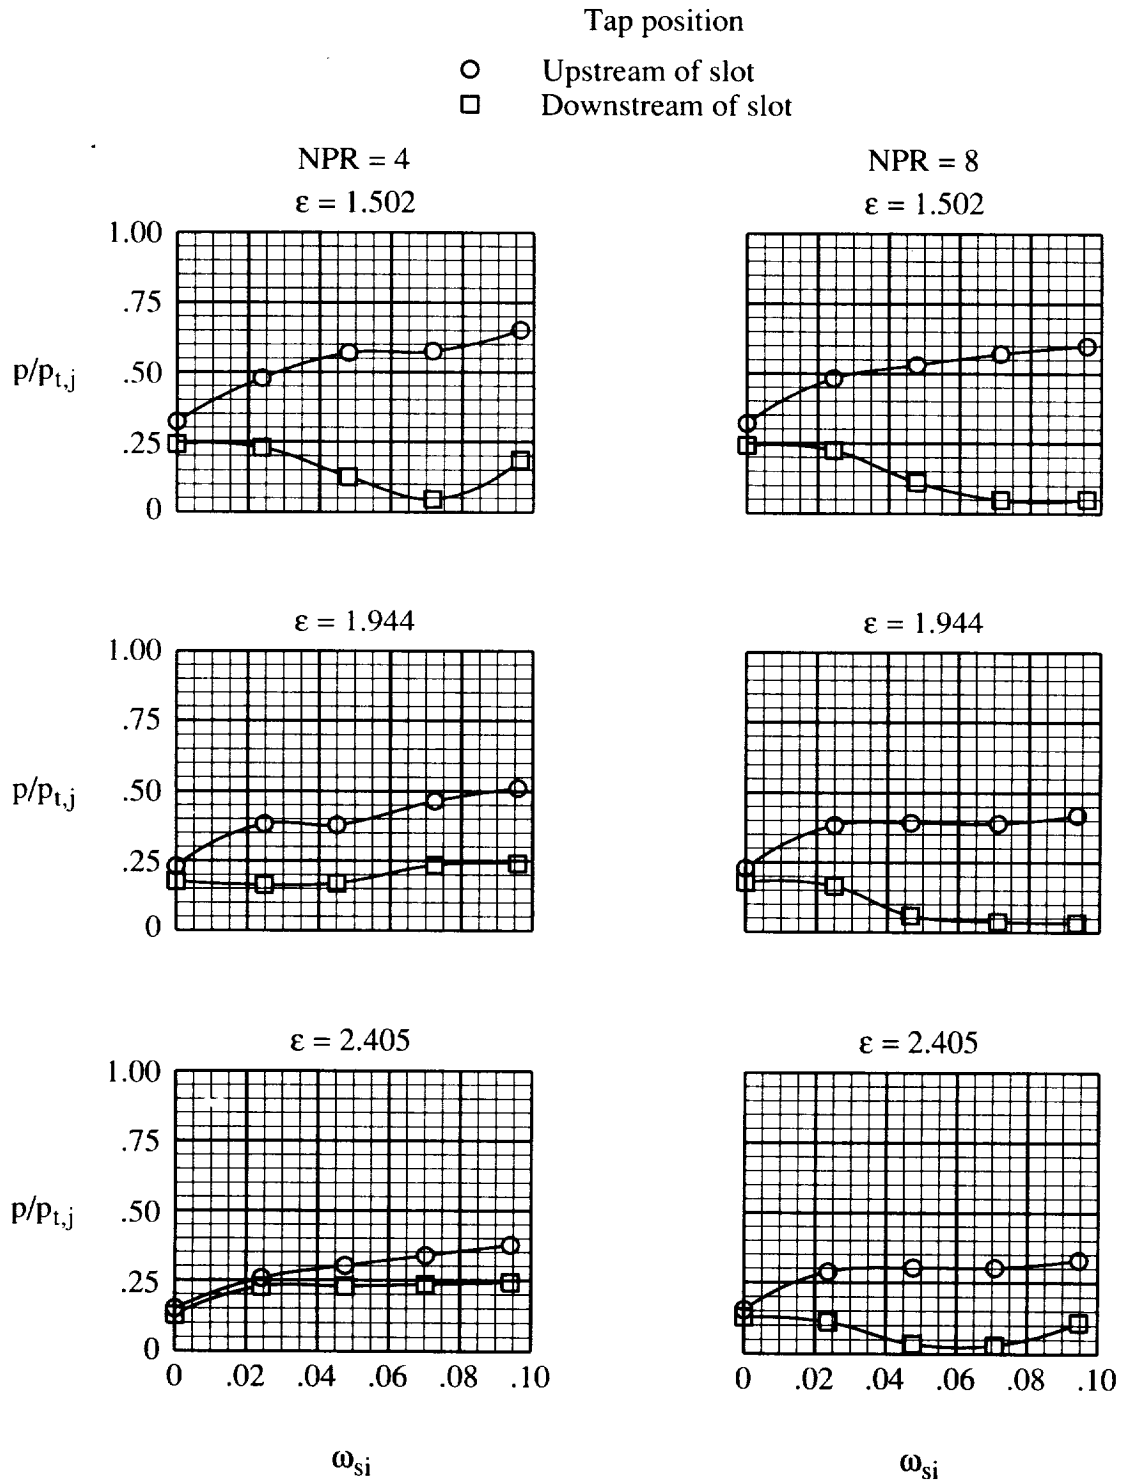 Tap position
Upstream of slot
Downstream of slot
NPR = 4
ε = 1.502
NPR = 8
ε = 1.502
1.00
.75
.50
.25
0
p/p_t,j
ε = 1.944
ε = 1.944
1.00
.75
.50
.25
0
p/p_t,j
ε = 2.405
ε = 2.405
1.00
.75
.50
.25
0
p/p_t,j
0 .02 .04 .06 .08 .10
0 .02 .04 .06 .08 .10
ω_si
ω_si